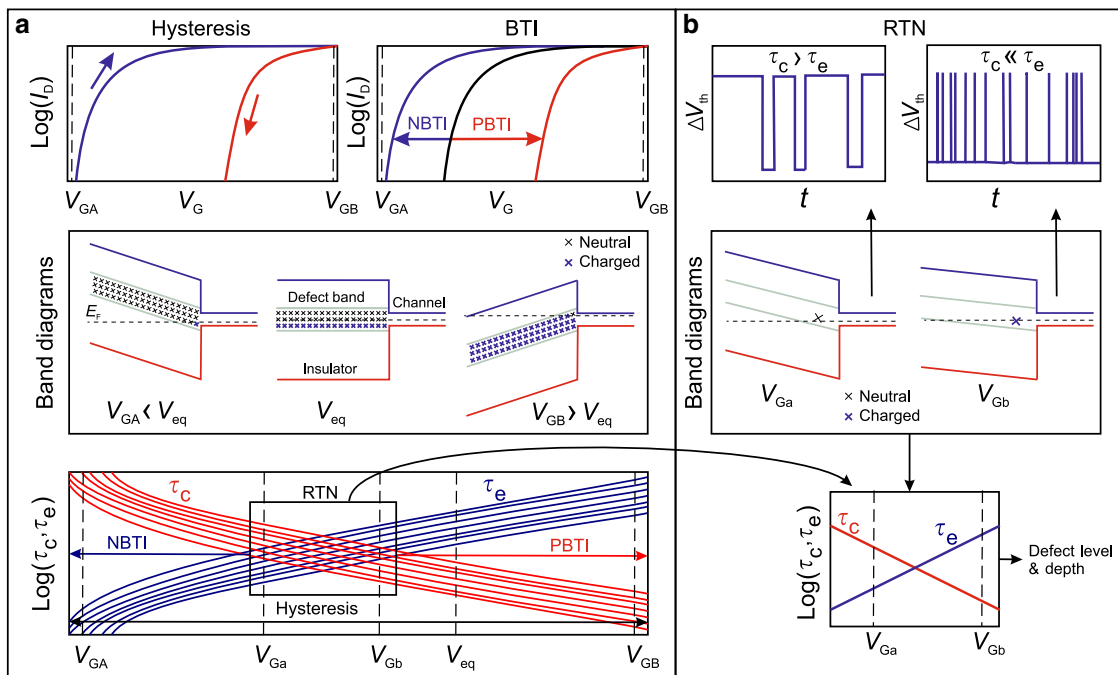 a
Hysteresis
BTI
Log(I_D)
Log(I_D)
NBTI
PBTI
V_GA
V_G
V_GB
V_GA
V_G
V_GB
Band diagrams
× Neutral
× Charged
Defect band
Channel
E_F
Insulator
V_GA < V_eq
V_eq
V_GB > V_eq
Log(τ_c, τ_e)
τ_c
RTN
τ_e
NBTI
PBTI
Hysteresis
V_GA
V_Ga
V_Gb
V_eq
V_GB
b
RTN
τ_c > τ_e
τ_c ≪ τ_e
ΔV_th
ΔV_th
t
t
Band diagrams
V_Ga
V_Gb
× Neutral
× Charged
Log(τ_c, τ_e)
τ_c
τ_e
Defect level
& depth
V_Ga
V_Gb